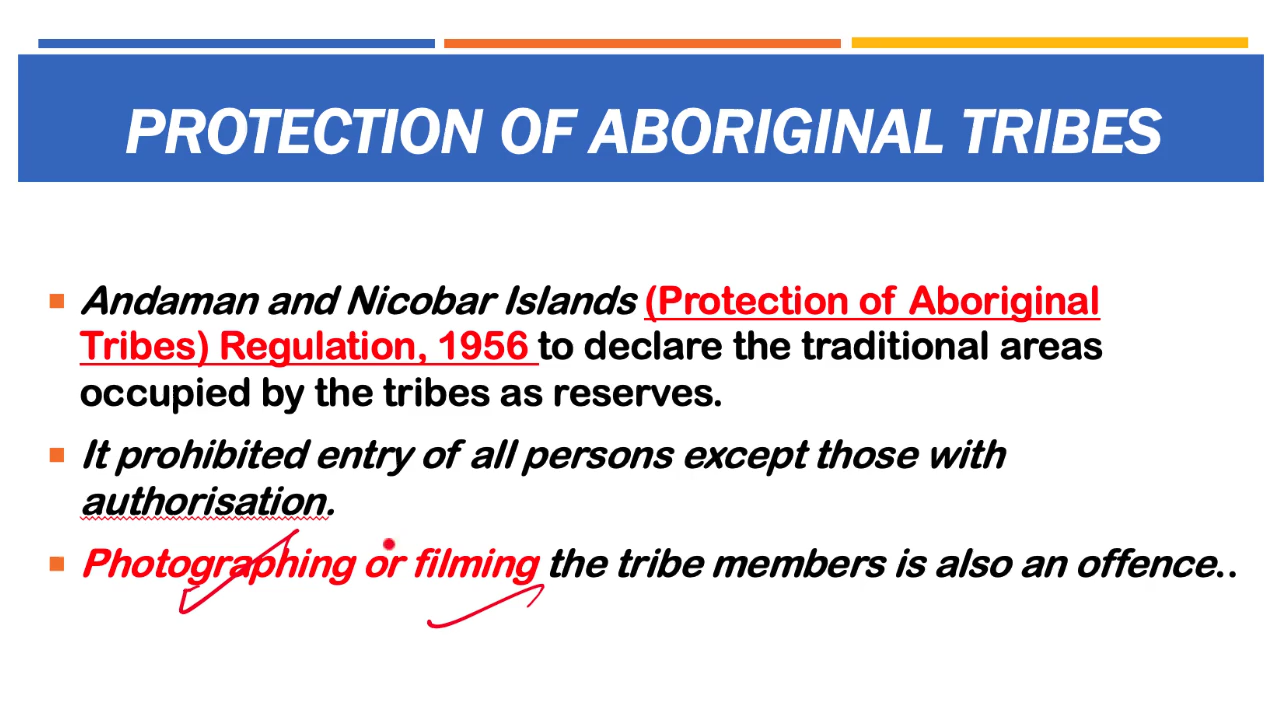 PROTECTION OF ABORIGINAL TRIBES
Andaman and Nicobar Islands (Protection of Aboriginal
Tribes) Regulation, 1956 to declare the traditional areas
occupied by the tribes as reserves.
It prohibited entry of all persons except those with
authorisation.
Photographing or filming the tribe members is also an offence..